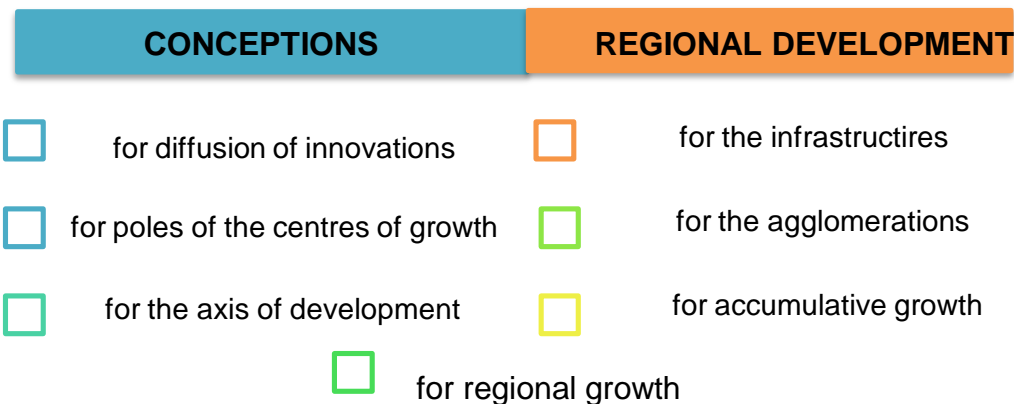 CONCEPTIONS
REGIONAL DEVELOPMENT
for diffusion of innovations
for the infrastructires
for poles of the centres of growth
for the agglomerations
for the axis of development
for accumulative growth
for regional growth